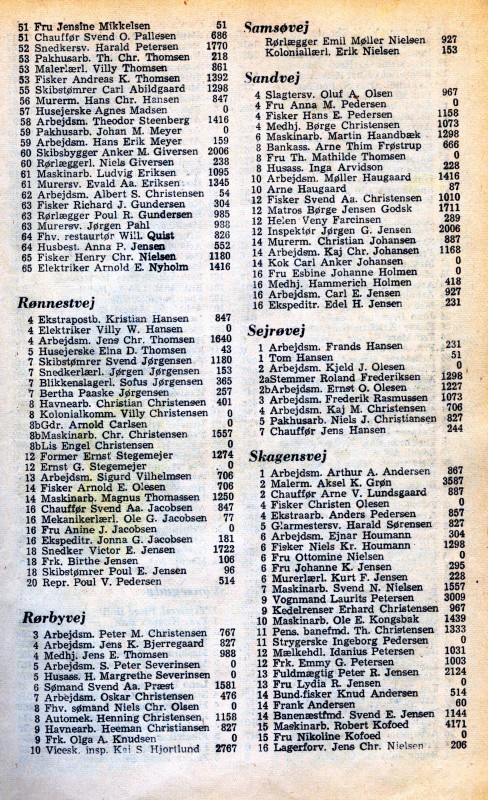 51 Fru Jensine Mikkelsen 51
51 Chauffør Svend O. Pallesen 686
52 Snedkersv. Harald Petersen 1770
53 Pakhusarb. Th. Chr. Thomsen 218
53 Malerlærl. Villy Thomsen 861
53 Fisker Andreas K. Thomsen 1392
55 Skibstømrer Carl Abildgaard 1298
56 Murerm. Hans Chr. Hansen 847
57 Husejerske Agnes Madsen 0
58 Arbejdsm. Theodor Steenberg 1416
59 Pakhusarb. Johan M. Meyer 0
59 Arbejdsm. Hans Erik Meyer 159
60 Skibsbygger Anker M. Giversen 2006
60 Rørlæggerl. Niels Giversen 238
61 Maskinarb. Ludvig Eriksen 1095
61 Murersv. Evald Aa. Eriksen 1345
62 Arbejdsm. Albert S. Christensen 54
63 Fisker Richard J. Gundersen 304
63 Rørlægger Poul R. Gundersen 985
63 Murersv. Jørgen Pahl 938
64 Fhv. restaurtør Will. Quist 826
64 Husbest. Anna P. Jensen 552
65 Fisker Henry Chr. Nielsen 1180
65 Elektriker Arnold E. Nyholm 1416
Rønnestvej
4 Ekstrapostb. Kristian Hansen 847
4 Elektriker Villy W. Hansen 0
4 Arbejdsm. Jens Chr. Thomsen 1640
5 Husejerske Elna D. Thomsen 43
7 Skibstømrer Svend Jørgensen 1180
7 Snedkerlærl. Jørgen Jørgensen 153
7 Blikkenslagerl. Sofus Jørgensen 365
7 Bertha Paaske Jørgensen 257
8 Havnearb. Christian Christensen 401
8 Kolonialkomm. Villy Christensen 0
8bGdr. Arnold Carlsen 0
8bMaskinarb. Chr. Christensen 1557
8bLis Engel Christensen 0
12 Former Ernst Stegemejer 1274
12 Ernst G. Stegemejer 0
13 Arbejdsm. Sigurd Vilhelmsen 706
14 Fisker Arnold E. Olesen 706
14 Maskinarb. Magnus Thomassen 1250
16 Chauffør Svend Aa. Jacobsen 847
16 Mekanikerlærl. Ole G. Jacobsen 77
16 Fru Anine J. Jacobsen 0
16 Ekspeditr. Jonna G. Jacobsen 181
18 Snedker Victor E. Jensen 1722
18 Frk. Birthe Jensen 106
18 Skibstømrer Poul E. Jensen 96
20 Repr. Poul V. Pedersen 514
Rørbyvej
3 Arbejdsm. Peter M. Christensen 767
4 Arbejdsm. Jens K. Bjerregaard 827
4 Medhj. Jens E. Thomsen 988
5 Arbejdsm. S. Peter Severinsen 0
5 Husass. H. Margrethe Severinsen 0
6 Sømand Svend Aa. Præst 1581
7 Arbejdsm. Oskar Christensen 476
8 Fhv. sømand Niels Chr. Olsen 0
8 Automek. Henning Christensen 1158
9 Havnearb. Heeman Christiansen 827
9 Frk. Olga A. Knudsen 0
10 Vicesk. insp. Kai S. Hjortlund 2767
Samsøvej
Rørlægger Emil Møller Nielsen 927
Koloniallærl. Erik Nielsen 153
Sandvej
4 Slagtersv. Oluf A. Olsen 967
4 Fru Anna M. Pedersen 0
4 Fisker Hans E. Pedersen 1158
4 Medhj. Børge Christensen 1073
6 Maskinarb. Martin Haandbæk 1298
8 Bankass. Arne Thim Frøstrup 666
8 Fru Th. Mathilde Thomsen 0
8 Husass. Inga Arvidson 228
10 Arbejdsm. Møller Haugaard 1416
10 Arne Haugaard 87
12 Fisker Svend Aa. Christensen 1010
12 Matros Børge Jensen Godsk 1711
12 Helen Veny Farcinsen 289
12 Inspektør Jørgen G. Jensen 2006
14 Murerm. Christian Johansen 887
14 Arbejdsm. Kaj Chr. Johansen 1168
14 Kok Carl Anker Johansen 0
16 Fru Esbine Johanne Holmen 0
16 Medhj. Hammerich Holmen 418
16 Arbejdsm. Carl E. Jensen 927
16 Ekspeditr. Edel H. Jensen 231
Sejrøvej
1 Arbejdsm. Frands Hansen 231
1 Tom Hansen 51
2 Arbejdsm. Kjeld J. Olesen 0
2aStemmer Roland Frederiksen 1298
2bArbejdsm. Ernst O. Olesen 1227
3 Arbejdsm. Frederik Rasmussen 1073
4 Arbejdsm. Kaj M. Christensen 706
5 Pakhusarb. Niels J. Christiansen 827
7 Chauffør Jens Hansen 244
Skagensvej
1 Arbejdsm. Arthur A. Andersen 867
2 Malerm. Aksel K. Grøn 3587
2 Chauffør Arne V. Lundsgaard 887
4 Fisker Christen Olesen 0
4 Ekstraarb. Anders Pedersen 857
5 Glarmestersv. Harald Sørensen 827
6 Arbejdsm. Ejnar Houmann 304
6 Fisker Niels Kr. Houmann 1298
6 Fru Ottomine Nielsen 0
6 Fru Johanne K. Jensen 295
6 Murerlærl. Kurt F. Jensen 228
7 Maskinarb. Svend N. Nielsen 1557
9 Vognmand Laurits Petersen 3009
9 Kedelrenser Erhard Christensen 967
10 Maskinarb. Ole E. Kongsbak 1439
11 Pens. banefmd. Th. Christensen 1333
11 Strygerske Ingeborg Pedersen 0
12 Mælkehdl. Idanius Petersen 1031
12 Frk. Emmy G. Petersen 1003
13 Fuldmægtig Peter R. Jensen 2124
13 Fru Lydia R. Jensen 0
14 Bund.fisker Knud Andersen 514
14 Frank Andersen 60
14 Banemæstfmd. Svend E. Jensen 1144
15 Maskinarb. Robert Kofoed 4171
15 Fru Nikoline Kofoed 0
16 Lagerforv. Jens Chr. Nielsen 206